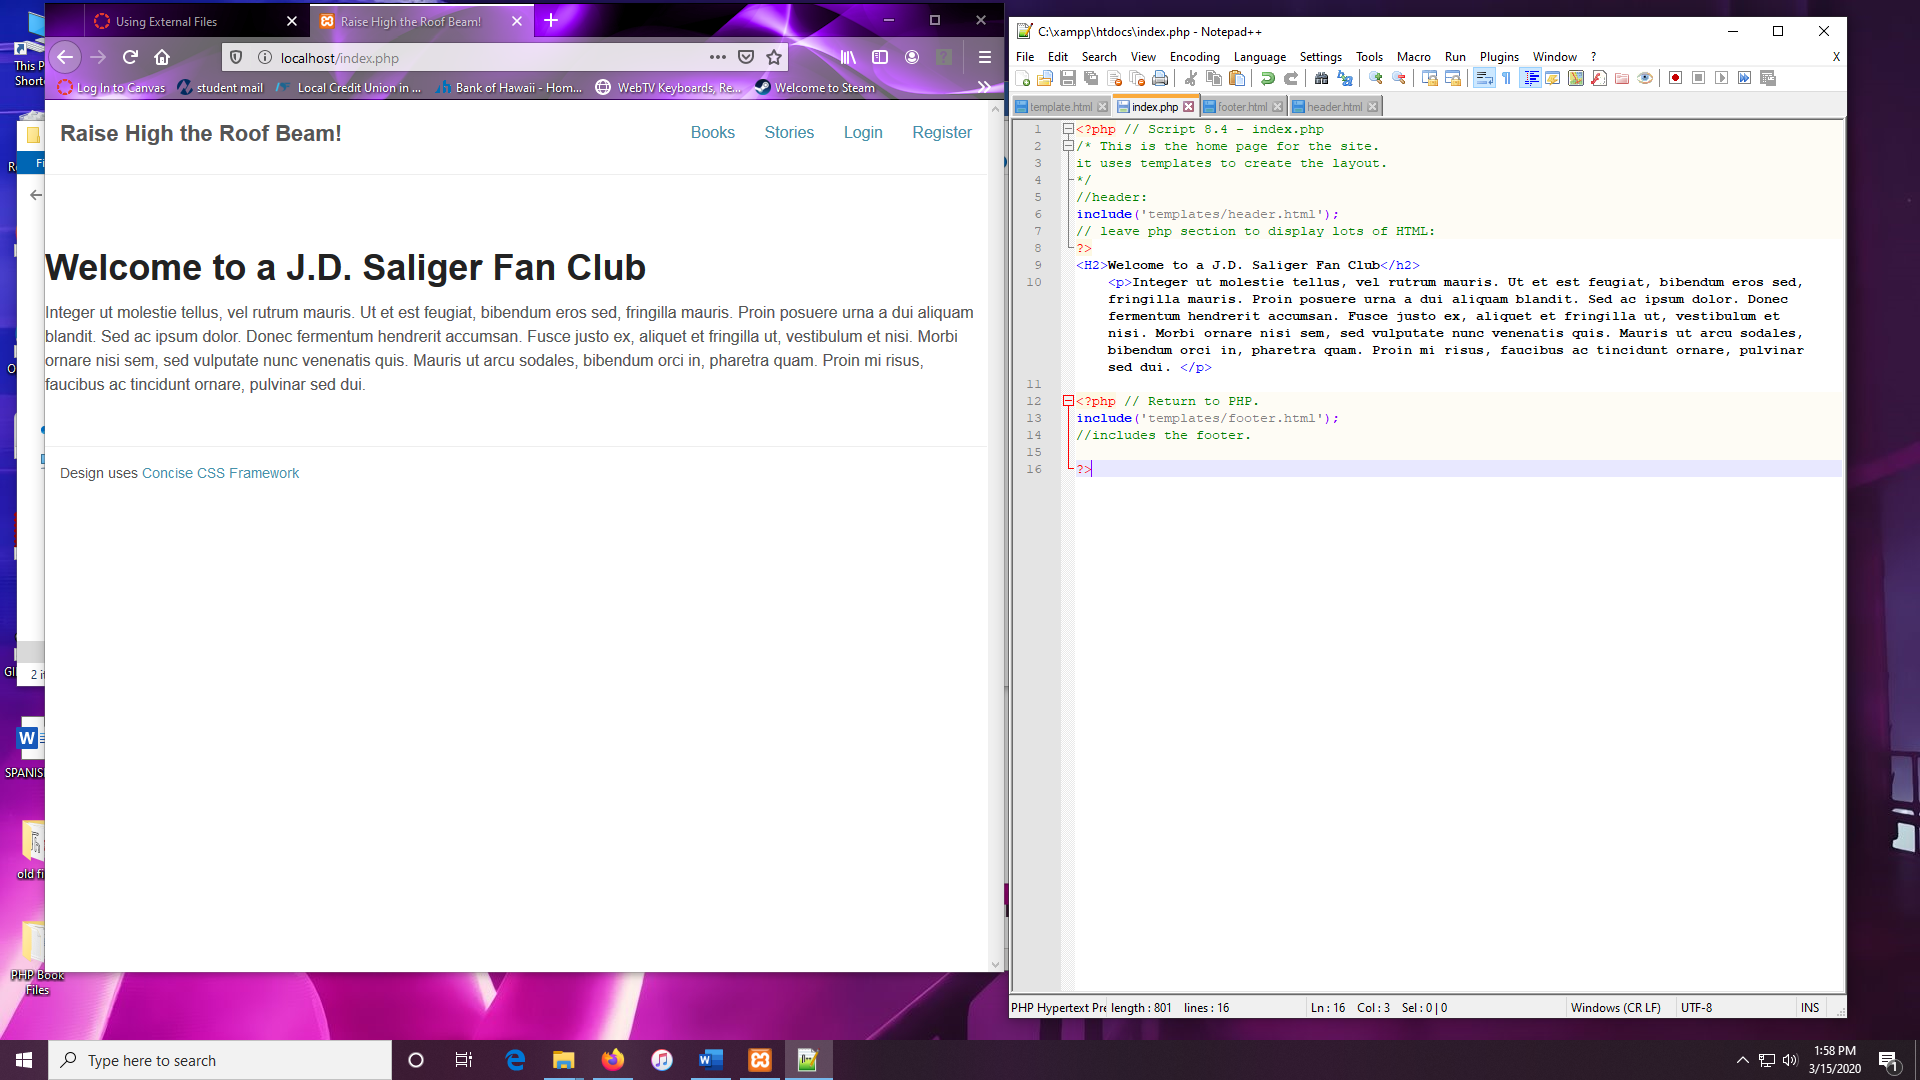 This P
Short
Fi
2 it
GI
SPANIS
old fi
PHP Book
Files
Using External Files
Raise High the Roof Beam!
localhost/index.php
Log In to Canvas
student mail
Local Credit Union in ...
Bank of Hawaii - Hom...
WebTV Keyboards, Re...
Welcome to Steam
Raise High the Roof Beam!
Books
Stories
Login
Register
Welcome to a J.D. Saliger Fan Club
Integer ut molestie tellus, vel rutrum mauris. Ut et est feugiat, bibendum eros sed, fringilla mauris. Proin posuere urna a dui aliquam
blandit. Sed ac ipsum dolor. Donec fermentum hendrerit accumsan. Fusce justo ex, aliquet et fringilla ut, vestibulum et nisi. Morbi
ornare nisi sem, sed vulputate nunc venenatis quis. Mauris ut arcu sodales, bibendum orci in, pharetra quam. Proin mi risus,
faucibus ac tincidunt ornare, pulvinar sed dui.
Design uses Concise CSS Framework
C:\xampp\htdocs\index.php - Notepad++
File Edit Search View Encoding Language Settings Tools Macro Run Plugins Window ? X
template.html index.php footer.html header.html
1 <?php // Script 8.4 - index.php
2 /* This is the home page for the site.
3 it uses templates to create the layout.
4 */
5 //header:
6 include('templates/header.html');
7 // leave php section to display lots of HTML:
8 ?>
9 <H2>Welcome to a J.D. Saliger Fan Club</h2>
10 <p>Integer ut molestie tellus, vel rutrum mauris. Ut et est feugiat, bibendum eros sed,
fringilla mauris. Proin posuere urna a dui aliquam blandit. Sed ac ipsum dolor. Donec
fermentum hendrerit accumsan. Fusce justo ex, aliquet et fringilla ut, vestibulum et
nisi. Morbi ornare nisi sem, sed vulputate nunc venenatis quis. Mauris ut arcu sodales,
bibendum orci in, pharetra quam. Proin mi risus, faucibus ac tincidunt ornare, pulvinar
sed dui. </p>
11
12 <?php // Return to PHP.
13 include('templates/footer.html');
14 //includes the footer.
15
16 ?>
PHP Hypertext Pre length : 801 lines : 16 Ln : 16 Col : 3 Sel : 0 | 0 Windows (CR LF) UTF-8 INS
Type here to search
1:58 PM
3/15/2020
1